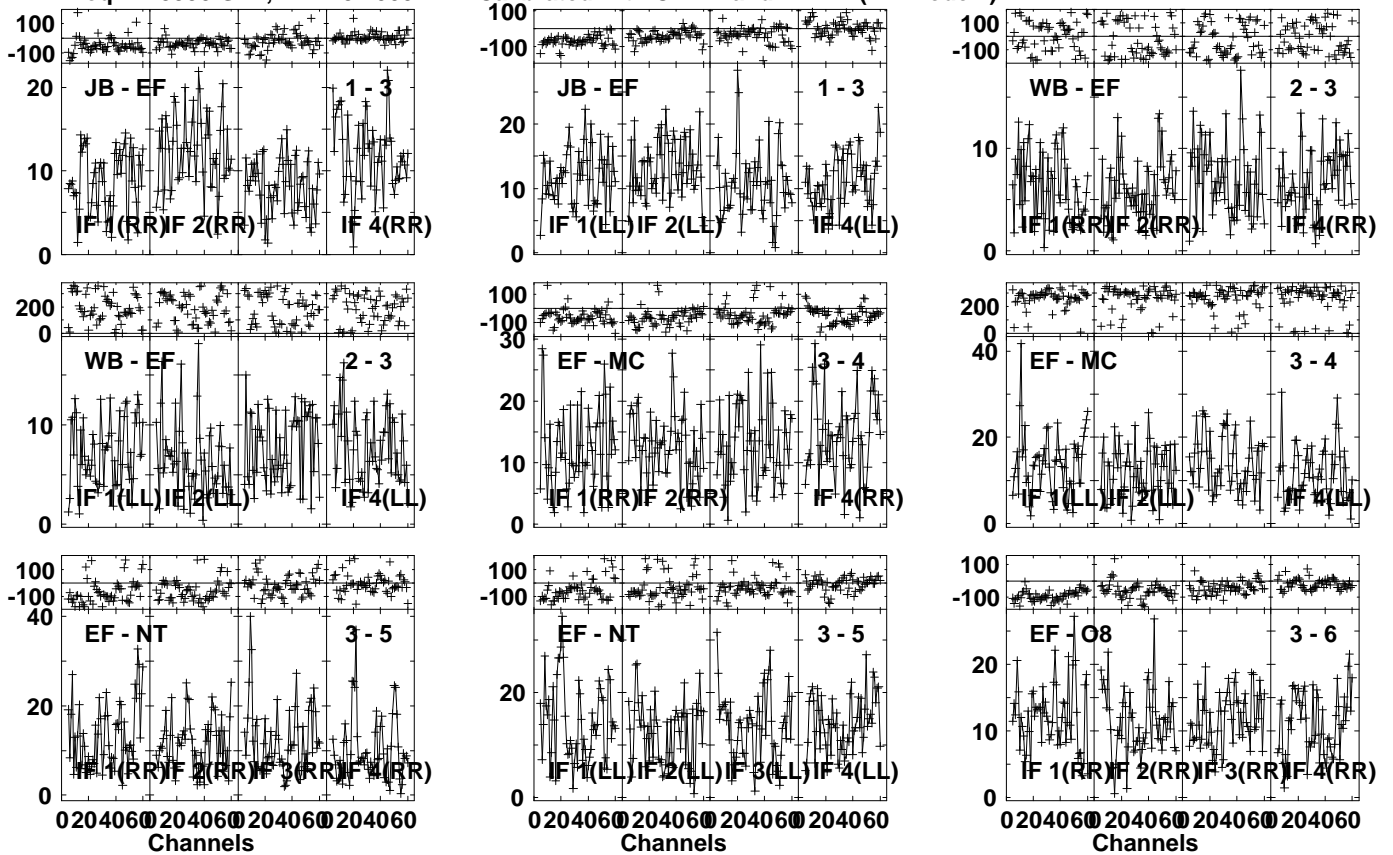 100
-100
20
10
0
JB - EF
1 - 3
IF 1(RR)
IF 2(RR)
IF 4(RR)
100
-100
20
10
0
JB - EF
1 - 3
IF 1(LL)
IF 2(LL)
IF 4(LL)
100
-100
10
0
WB - EF
2 - 3
IF 1(RR)
IF 2(RR)
IF 4(RR)
200
0
10
0
WB - EF
2 - 3
IF 1(LL)
IF 2(LL)
IF 4(LL)
100
-100
30
20
10
0
EF - MC
3 - 4
IF 1(RR)
IF 2(RR)
IF 4(RR)
200
0
40
20
0
EF - MC
3 - 4
IF 1(LL)
IF 2(LL)
IF 4(LL)
100
-100
40
20
0
EF - NT
3 - 5
IF 1(RR)
IF 2(RR)
IF 3(RR)
IF 4(RR)
0 20 40 60 0 20 40 60 0 20 40 60 0 20 40 60
Channels
100
-100
20
0
EF - NT
3 - 5
IF 1(LL)
IF 2(LL)
IF 3(LL)
IF 4(LL)
0 20 40 60 0 20 40 60 0 20 40 60 0 20 40 60
Channels
100
-100
20
10
0
EF - O8
3 - 6
IF 1(RR)
IF 2(RR)
IF 3(RR)
IF 4(RR)
0 20 40 60 0 20 40 60 0 20 40 60 0 20 40 60
Channels